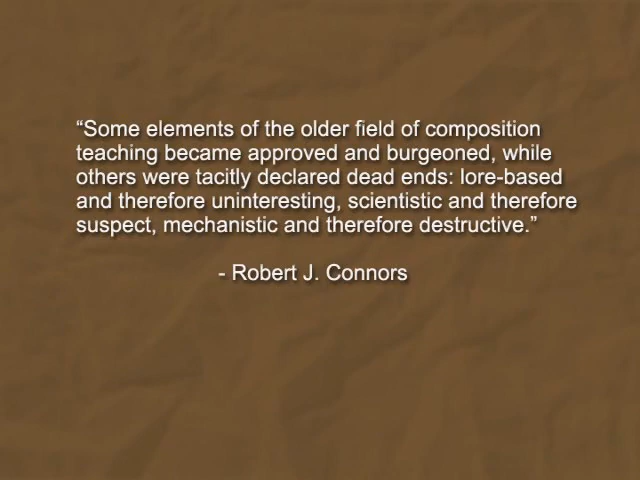 “Some elements of the older field of composition
teaching became approved and burgeoned, while
others were tacitly declared dead ends: lore-based
and therefore uninteresting, scientistic and therefore
suspect, mechanistic and therefore destructive.”
- Robert J. Connors